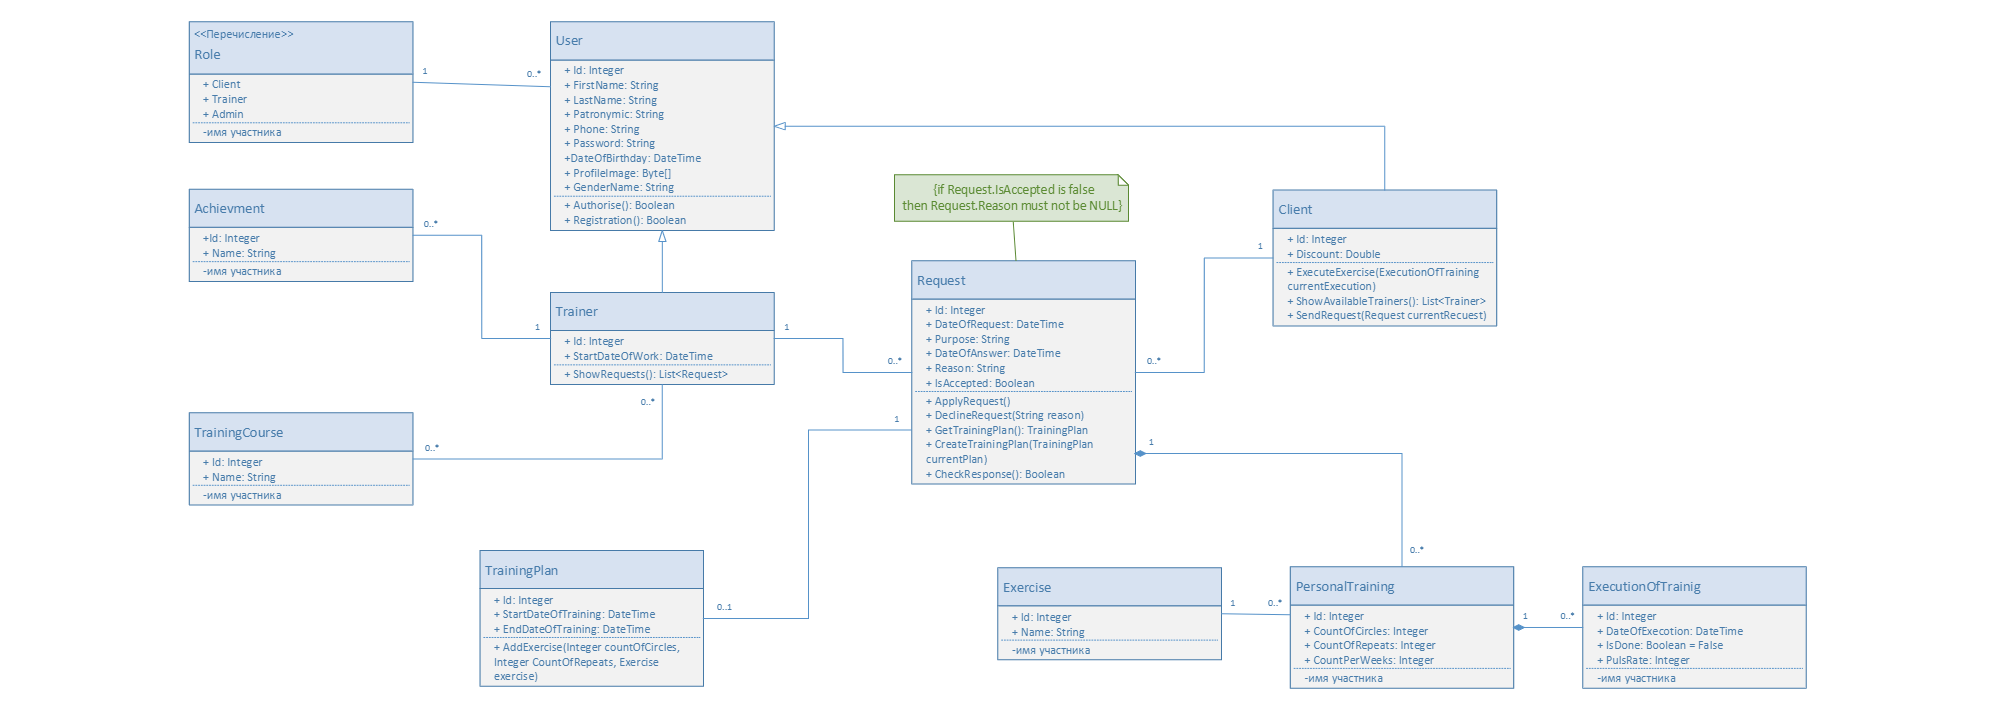 <<Перечисление>>
Role
+ Client
+ Trainer
+ Admin
-имя участника
1
0..*
User
+ Id: Integer
+ FirstName: String
+ LastName: String
+ Patronymic: String
+ Phone: String
+ Password: String
+DateOfBirthday: DateTime
+ ProfileImage: Byte[]
+ GenderName: String
+ Authorise(): Boolean
+ Registration(): Boolean
Achievment
+Id: Integer
+ Name: String
-имя участника
0..*
1
Trainer
+ Id: Integer
+ StartDateOfWork: DateTime
+ ShowRequests(): List<Request>
1
0..*
0..*
TrainingCourse
+ Id: Integer
+ Name: String
-имя участника
0..*
{if Request.IsAccepted is false
then Request.Reason must not be NULL}
Request
+ Id: Integer
+ DateOfRequest: DateTime
+ Purpose: String
+ DateOfAnswer: DateTime
+ Reason: String
+ IsAccepted: Boolean
+ ApplyRequest()
+ DeclineRequest(String reason)
+ GetTrainingPlan(): TrainingPlan
+ CreateTrainingPlan(TrainingPlan
currentPlan)
+ CheckResponse(): Boolean
1
0..*
1
Client
+ Id: Integer
+ Discount: Double
+ ExecuteExercise(ExecutionOfTraining
currentExecution)
+ ShowAvailableTrainers(): List<Trainer>
+ SendRequest(Request currentRecuest)
1
0..*
TrainingPlan
+ Id: Integer
+ StartDateOfTraining: DateTime
+ EndDateOfTraining: DateTime
+ AddExercise(Integer countOfCircles,
Integer CountOfRepeats, Exercise
exercise)
0..1
Exercise
+ Id: Integer
+ Name: String
-имя участника
1
0..*
PersonalTraining
+ Id: Integer
+ CountOfCircles: Integer
+ CountOfRepeats: Integer
+ CountPerWeeks: Integer
-имя участника
1
0..*
ExecutionOfTrainig
+ Id: Integer
+ DateOfExecotion: DateTime
+ IsDone: Boolean = False
+ PulsRate: Integer
-имя участника